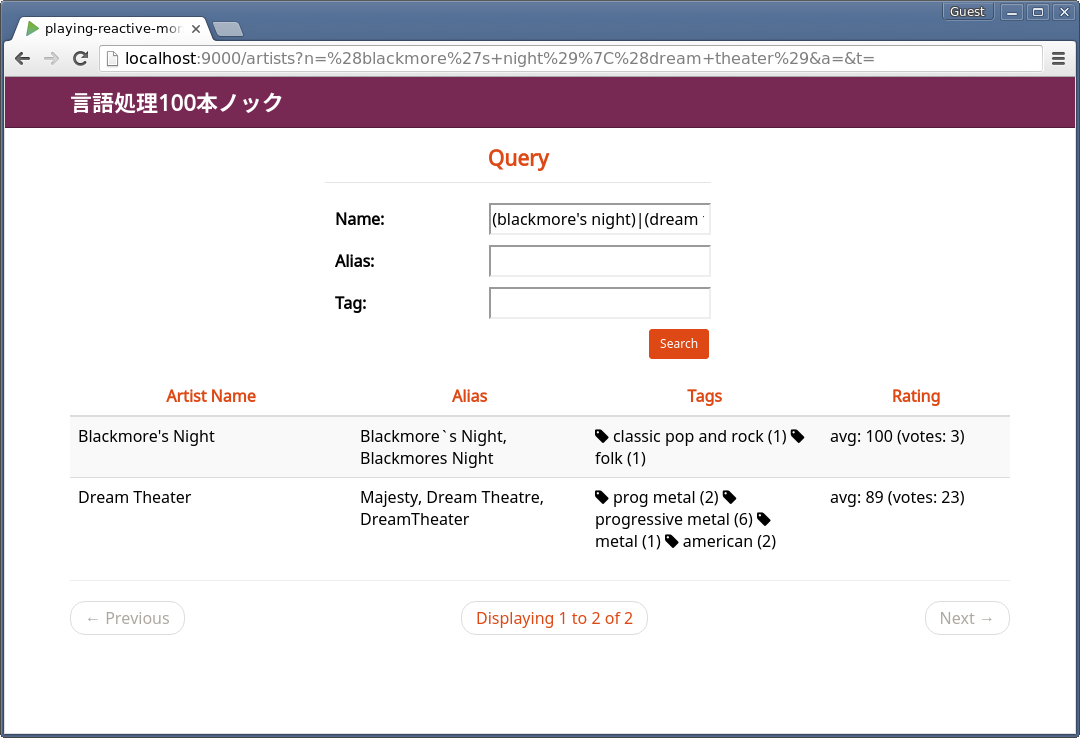 Guest
playing-reactive-mon
localhost:9000/artists?n=%28blackmore%27s+night%29%7C%28dream+theater%29&a=&t=
言語処理100本ノック
Query
Name: (blackmore's night)|(dream
Alias:
Tag:
Search
Artist Name Alias Tags Rating
Blackmore's Night Blackmore`s Night, classic pop and rock (1) avg: 100 (votes: 3)
Blackmores Night folk (1)
Dream Theater Majesty, Dream Theatre, prog metal (2) avg: 89 (votes: 23)
DreamTheater progressive metal (6)
metal (1) american (2)
← Previous Displaying 1 to 2 of 2 Next →